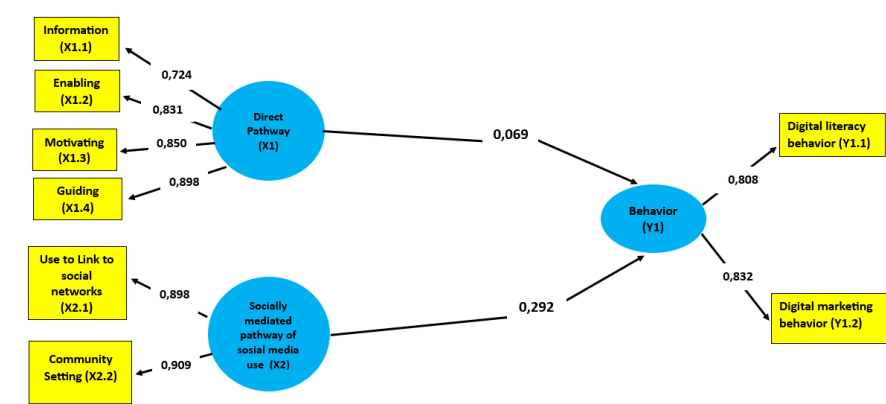 Information
(X1.1)
0,724
Enabling
(X1.2)
0,831
Motivating
(X1.3)
0,850
Guiding
(X1.4)
0,898
Direct
Pathway
(X1)
0,069
Use to Link to
social
networks
(X2.1)
0,898
Community
Setting (X2.2)
0,909
Socially
mediated
pathway of
sosial media
use (X2)
0,292
Behavior
(Y1)
Digital literacy
behavior (Y1.1)
0,808
0,832
Digital marketing
behavior (Y1.2)